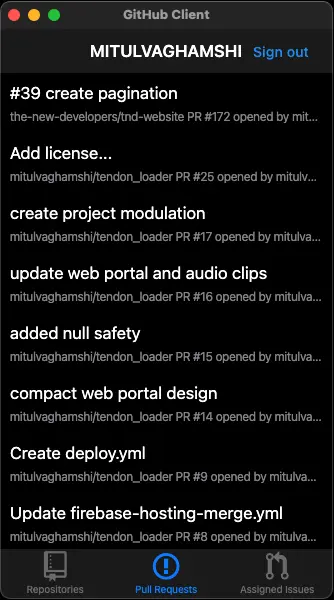 GitHub Client
MITULVAGHAMSHI Sign out
#39 create pagination
the-new-developers/tnd-website PR #172 opened by mit...
Add license...
mitulvaghamshi/tendon_loader PR #25 opened by mitulv...
create project modulation
mitulvaghamshi/tendon_loader PR #17 opened by mitulva...
update web portal and audio clips
mitulvaghamshi/tendon_loader PR #16 opened by mitulva...
added null safety
mitulvaghamshi/tendon_loader PR #15 opened by mitulva...
compact web portal design
mitulvaghamshi/tendon_loader PR #14 opened by mitulva...
Create deploy.yml
mitulvaghamshi/tendon_loader PR #9 opened by mitulva...
Update firebase-hosting-merge.yml
mitulvaghamshi/tendon_loader PR #8 opened by mitulva...
Repositories Pull Requests Assigned Issues